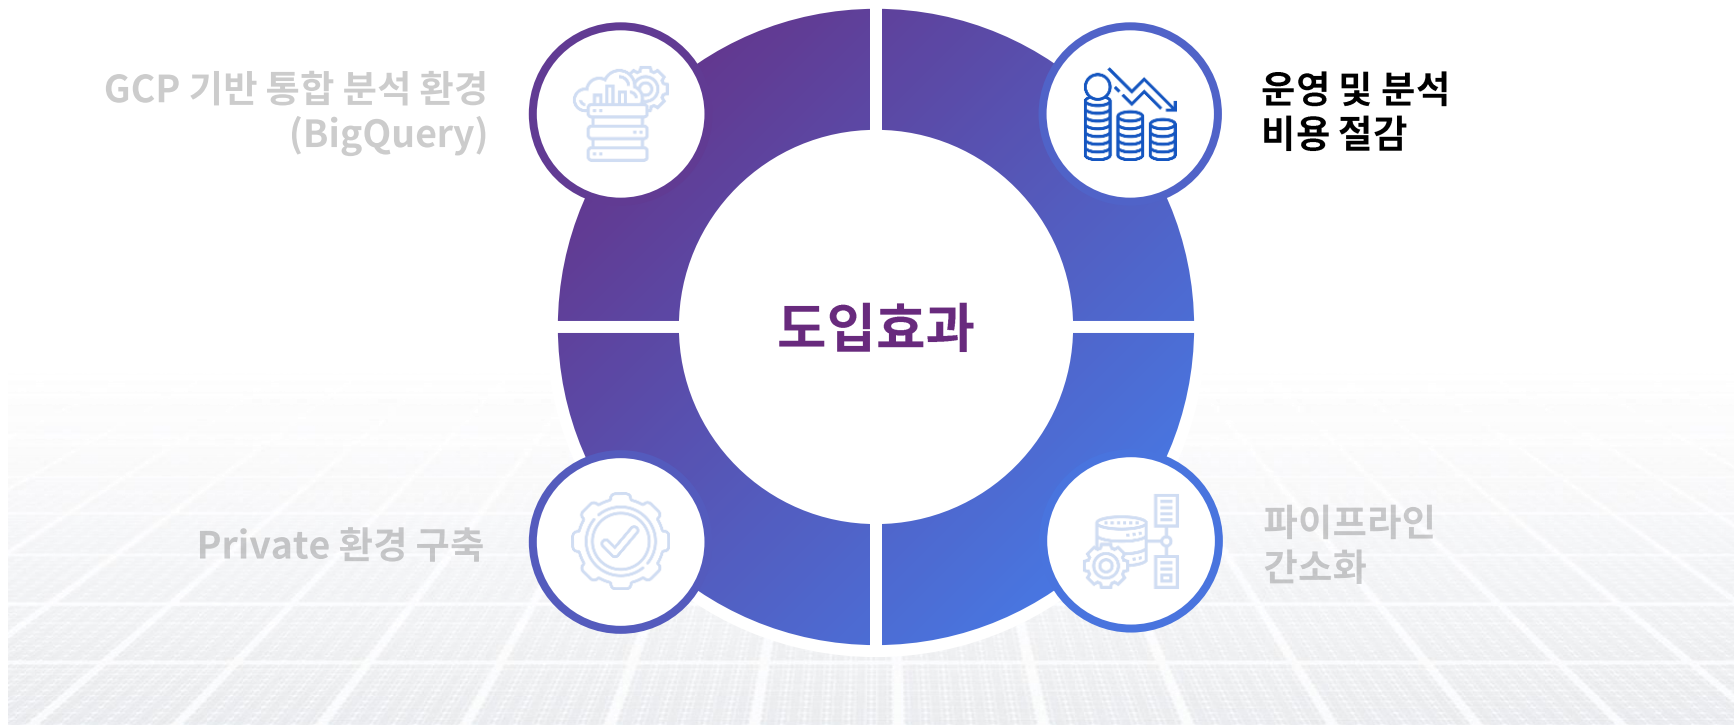 GCP 기반 통합 분석 환경
(BigQuery)
운영 및 분석
비용 절감
도입효과
Private 환경 구축
파이프라인
간소화